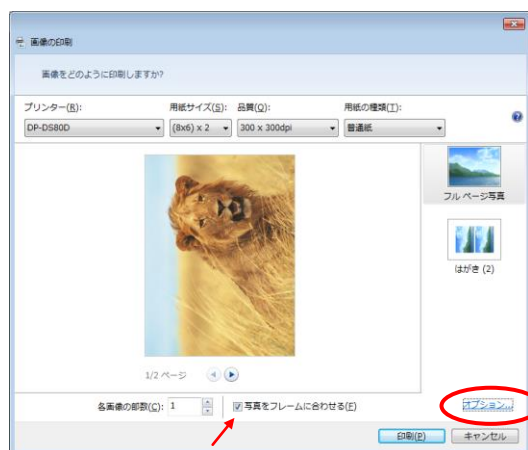 画像の印刷
画像をどのように印刷しますか?
プリンター(R): 用紙サイズ(S): 品質(Q): 用紙の種類(T):
DP-DS80D (8x6) x 2 300 x 300dpi 普通紙
フル ページ写真
はがき (2)
1/2 ページ
各画像の部数(C): 1 写真をフレームに合わせる(F) オプション...
印刷(P) キャンセル